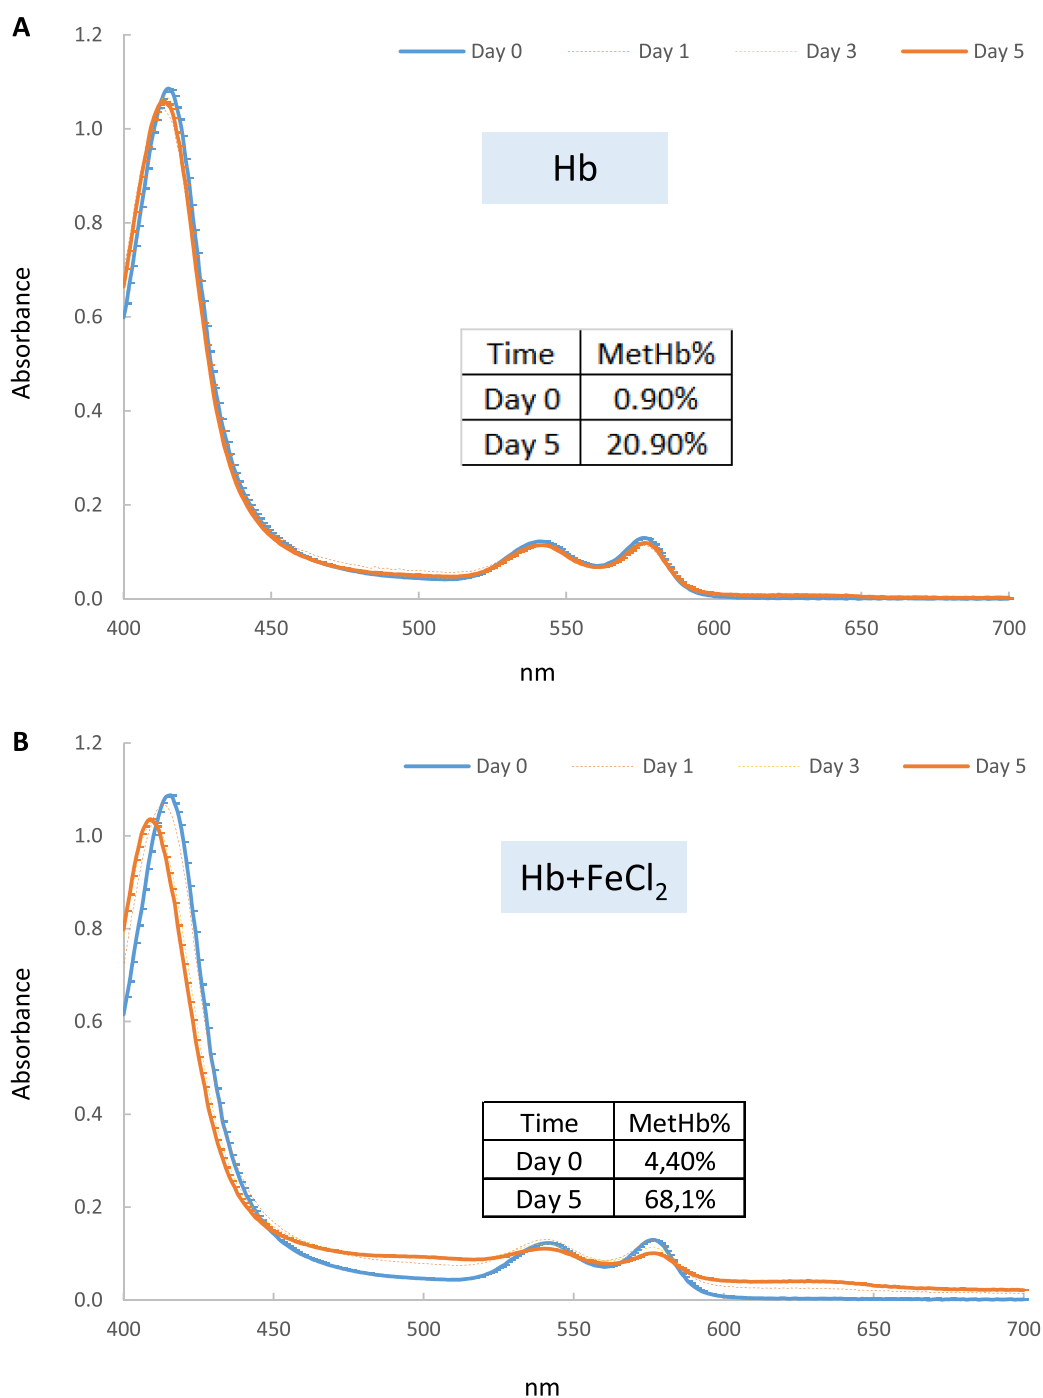 A
1.2
Day 0 Day 1 Day 3 Day 5
1.0
Hb
0.8
0.6
Absorbance
Time MetHb%
Day 0 0.90%
Day 5 20.90%
0.4
0.2
0.0
400 450 500 550 600 650 700
nm
B
1.2
Day 0 Day 1 Day 3 Day 5
1.0
Hb+FeCl₂
0.8
0.6
Absorbance
Time MetHb%
Day 0 4,40%
Day 5 68,1%
0.4
0.2
0.0
400 450 500 550 600 650 700
nm